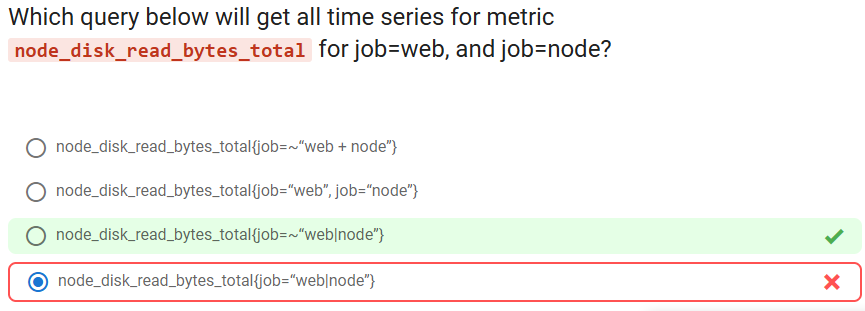 Which query below will get all time series for metric
node_disk_read_bytes_total for job=web, and job=node?
node_disk_read_bytes_total{job=~“web + node”}
node_disk_read_bytes_total{job=“web”, job=“node”}
node_disk_read_bytes_total{job=~“web|node”}
node_disk_read_bytes_total{job=“web|node”}